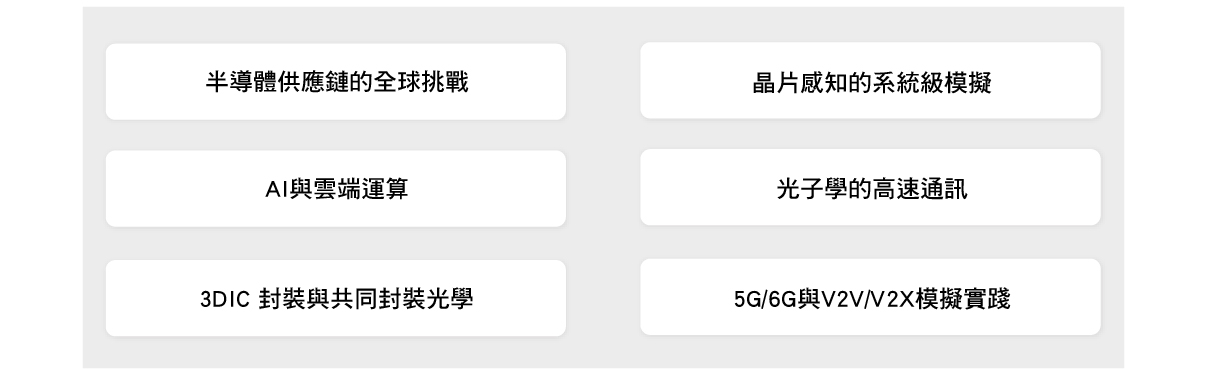 半導體供應鏈的全球挑戰
晶片感知的系統級模擬
AI與雲端運算
光子學的高速通訊
3DIC 封裝與共同封裝光學
5G/6G與V2V/V2X模擬實踐